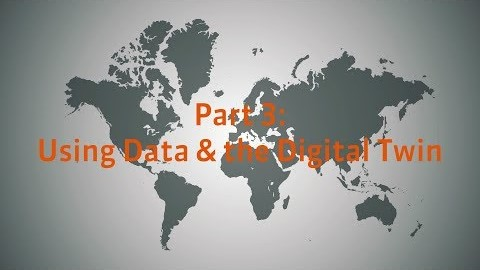 Part 3:
Using Data & the Digital Twin